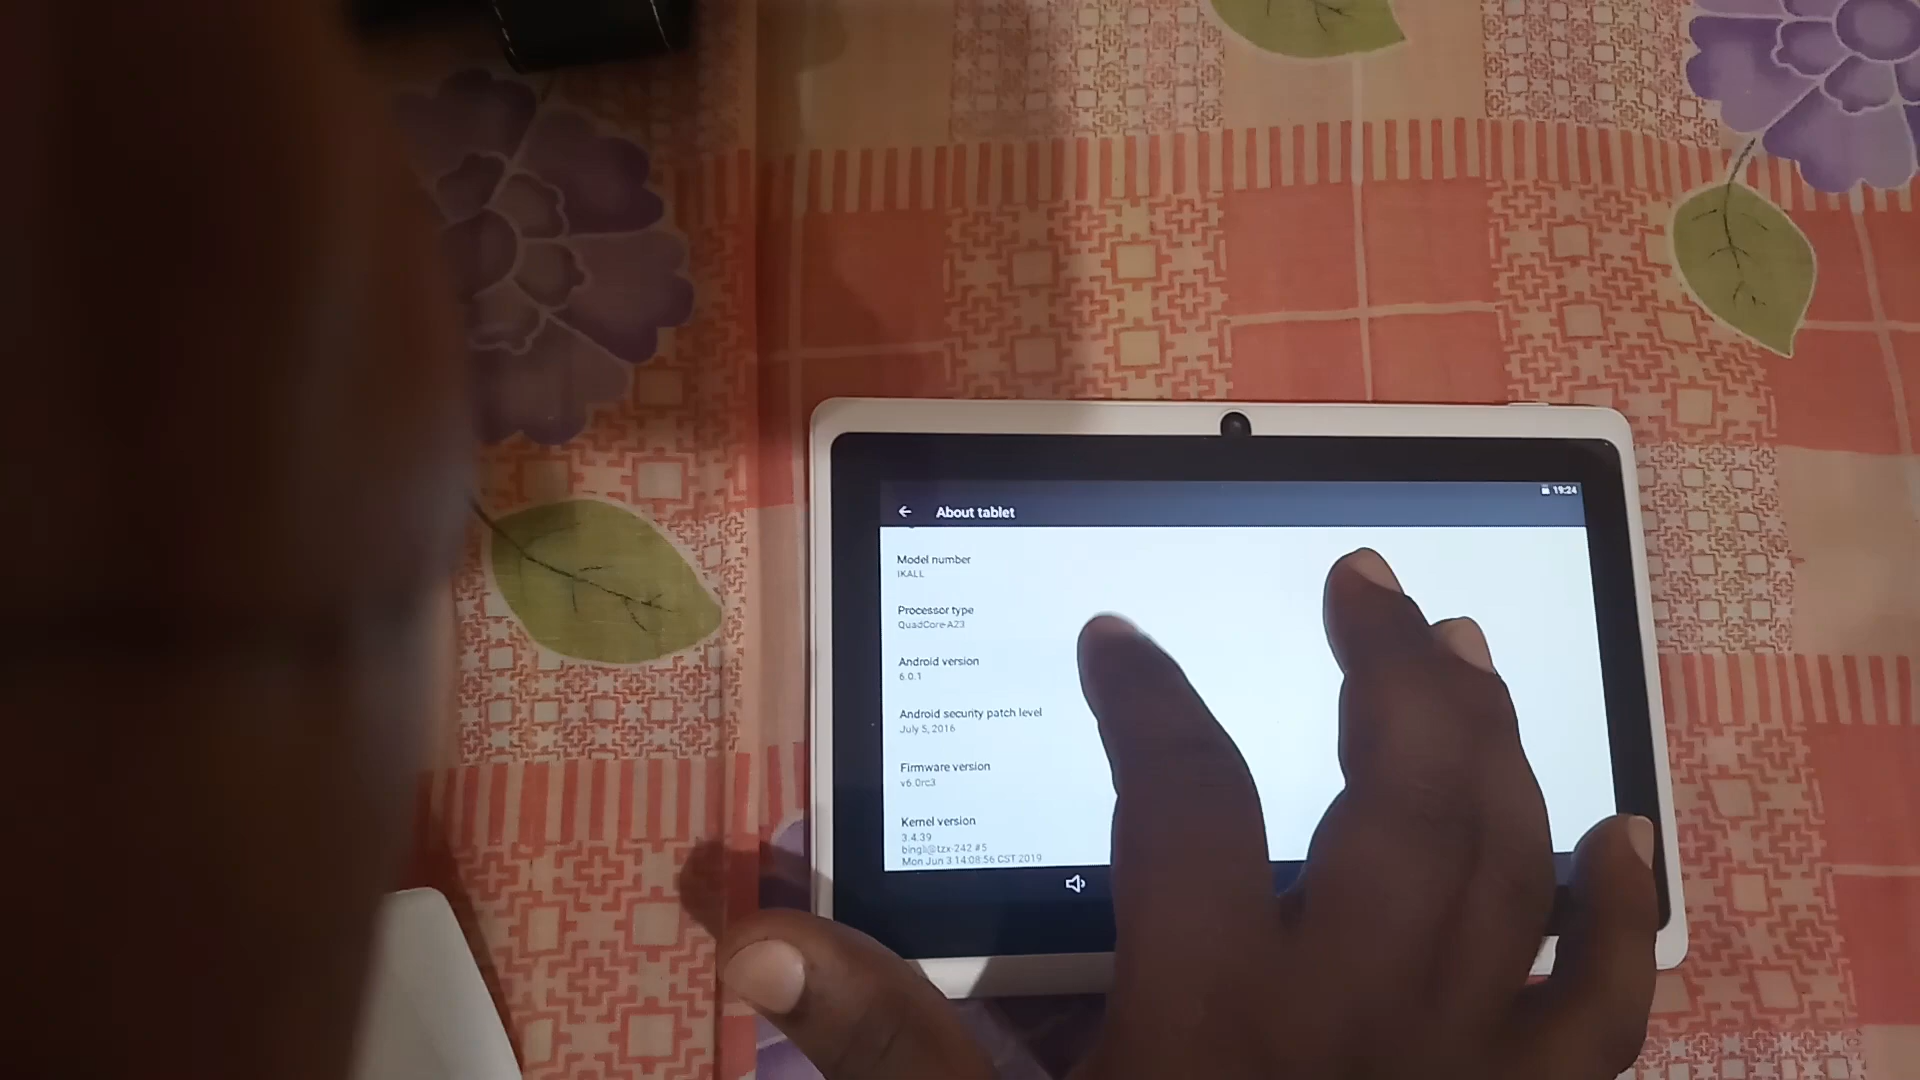 19:24
About tablet
Model number
IKALL
Processor type
QuadCore-A23
Android version
6.0.1
Android security patch level
July 5, 2016
Firmware version
v6.0rc3
Kernel version
3.4.39
bingli@tzx-242 #5
Mon Jun 3 14:08:56 CST 2019